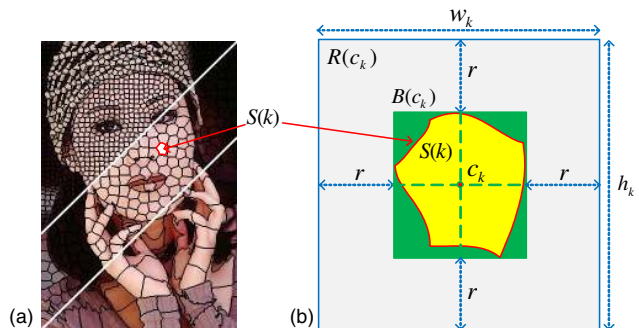 (a)
S(k)
(b)
w_k
R(c_k)
r
B(c_k)
S(k)
c_k
r
r
h_k
r